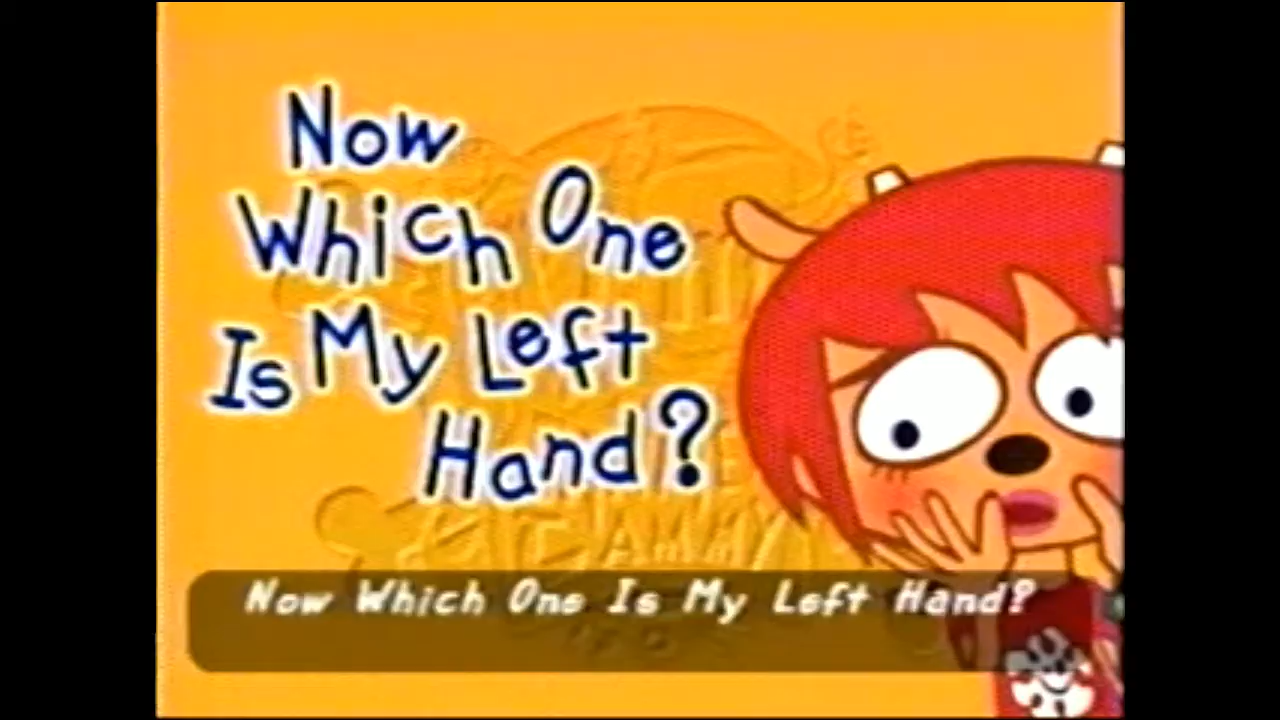 Now
Which One
Is My Left
Hand?
Now Which One Is My Left Hand?